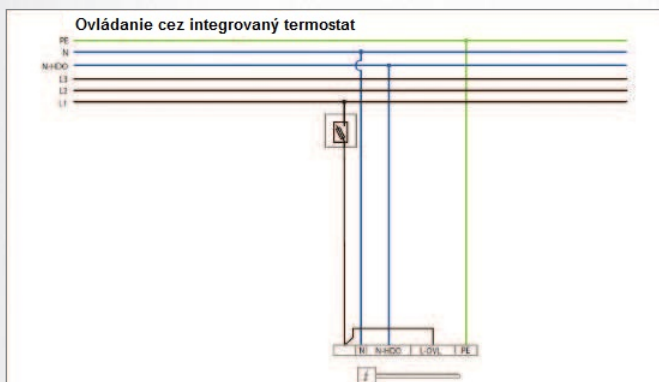 Ovládanie cez integrovaný termostat
PE
N
N-HDO
L3
L2
L1
N N-HDO L-OVL PE